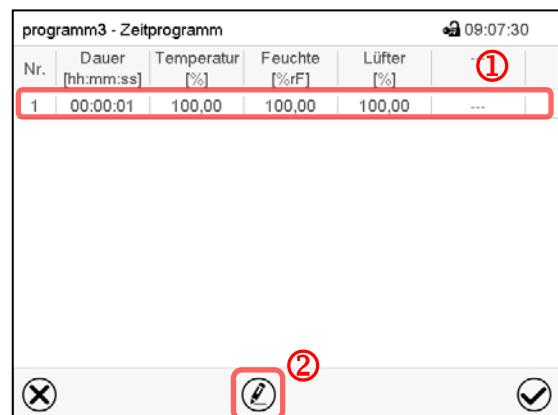 programm3 - Zeitprogramm 09:07:30
Nr. Dauer [hh:mm:ss] Temperatur [%] Feuchte [%rF] Lüfter [%] ---
①
1 00:00:01 100,00 100,00 100,00 ---
②